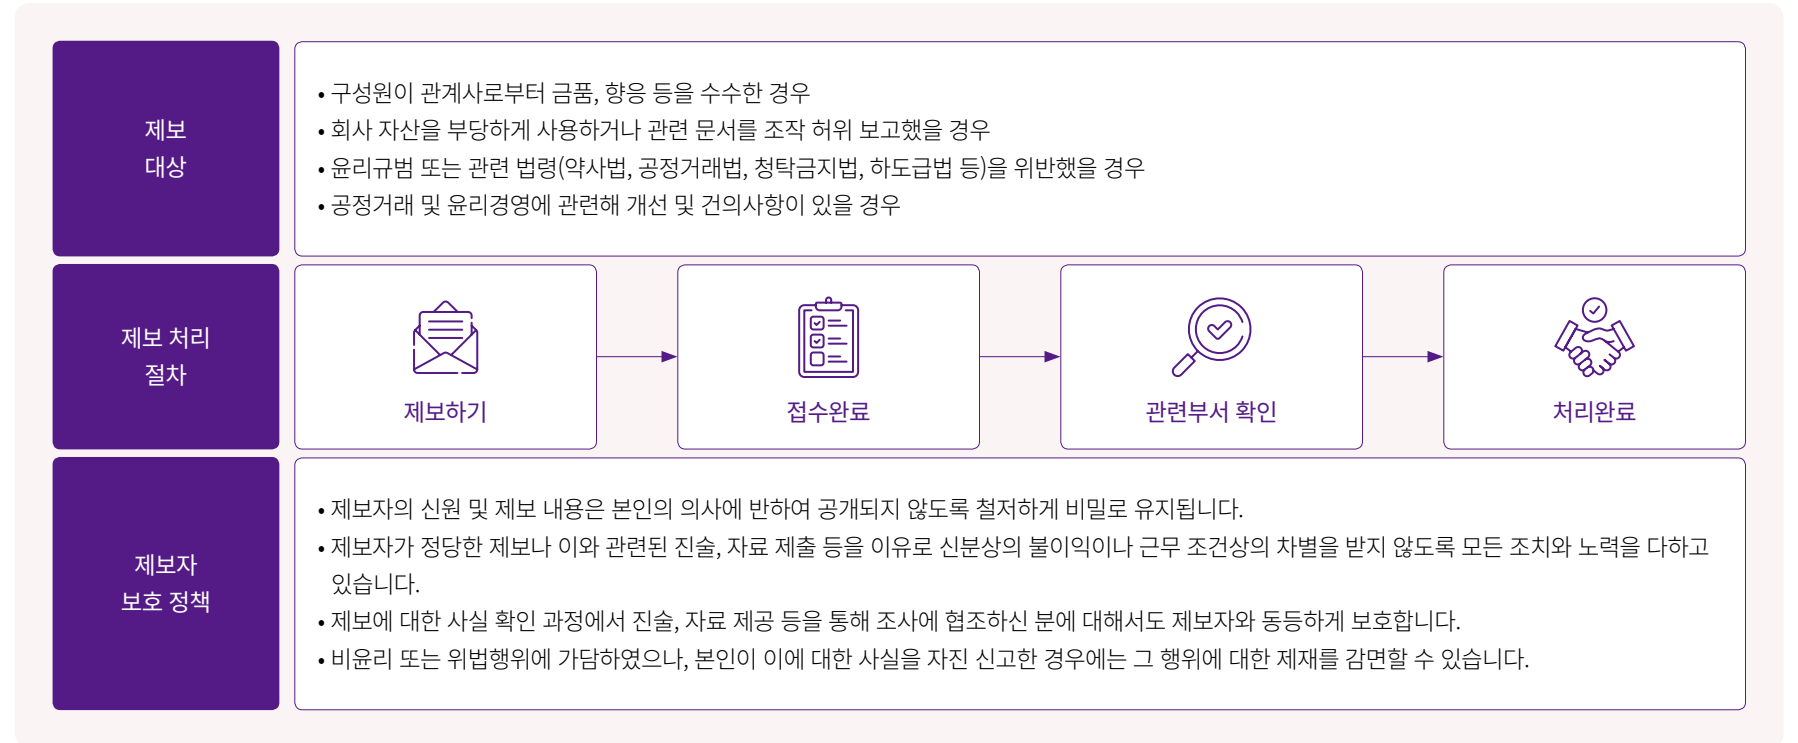 제보
대상
• 구성원이 관계사로부터 금품, 향응 등을 수수한 경우
• 회사 자산을 부당하게 사용하거나 관련 문서를 조작 허위 보고했을 경우
• 윤리규범 또는 관련 법령(약사법, 공정거래법, 청탁금지법, 하도급법 등)을 위반했을 경우
• 공정거래 및 윤리경영에 관련해 개선 및 건의사항이 있을 경우
제보 처리
절차
제보하기
접수완료
관련부서 확인
처리완료
제보자
보호 정책
• 제보자의 신원 및 제보 내용은 본인의 의사에 반하여 공개되지 않도록 철저하게 비밀로 유지됩니다.
• 제보자가 정당한 제보나 이와 관련된 진술, 자료 제출 등을 이유로 신분상의 불이익이나 근무 조건상의 차별을 받지 않도록 모든 조치와 노력을 다하고
있습니다.
• 제보에 대한 사실 확인 과정에서 진술, 자료 제공 등을 통해 조사에 협조하신 분에 대해서도 제보자와 동등하게 보호합니다.
• 비윤리 또는 위법행위에 가담하였으나, 본인이 이에 대한 사실을 자진 신고한 경우에는 그 행위에 대한 제재를 감면할 수 있습니다.